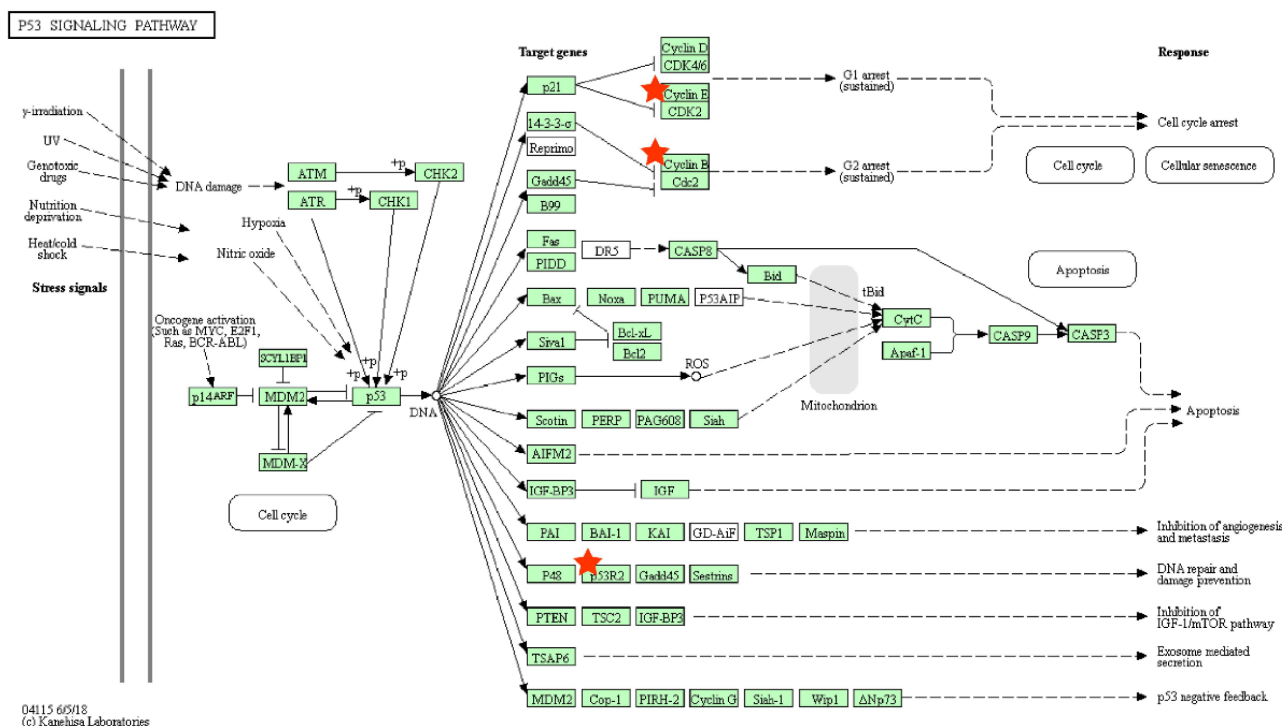 P53 SIGNALING PATHWAY
Target genes
Response
Cyclin D
CDK4/6
p21
Cyclin E
CDK2
G1 arrest
(sustained)
γ-irradiation
UV
Genotoxic
drugs
Nutrition
deprivation
Heat/cold
shock
Stress signals
DNA damage
ATM
+p
CHK2
ATR
+p
CHK1
Hypoxia
Nitric oxide
14-3-3-σ
Reprimo
Gadd45
B99
Cyclin B
Cdc2
G2 arrest
(sustained)
Cell cycle arrest
Cell cycle
Cellular senescence
Fas
PIDD
DR5
CASP8
Bid
tBid
Apoptosis
Bax
Noxa
PUMA
P53AIP
CytC
CASP9
CASP3
Siva1
Bcl-xL
Bcl2
Apaf-1
PIGs
ROS
Mitochondrion
Oncogene activation
(Such as MYC, E2F1,
Ras, BCR-ABL)
SCYL1BP1
+p
+p
+p
p14ARF
MDM2
p53
DNA
MDM-X
Cell cycle
Scotin
PERP
PAG608
Siah
Apoptosis
AIFM2
IGF-BP3
IGF
PAI
BAI-1
KAI
GD-AiF
TSP1
Maspin
Inhibition of angiogenesis
and metastasis
P48
p53R2
Gadd45
Sestrins
DNA repair and
damage prevention
PTEN
TSC2
IGF-BP3
Inhibition of
IGF-1/mTOR pathway
TSAP6
Exosome mediated
secretion
MDM2
Cop-1
PIRH-2
Cyclin G
Siah-1
Wip1
ΔNp73
p53 negative feedback
04115 6/5/18
(c) Kanehisa Laboratories